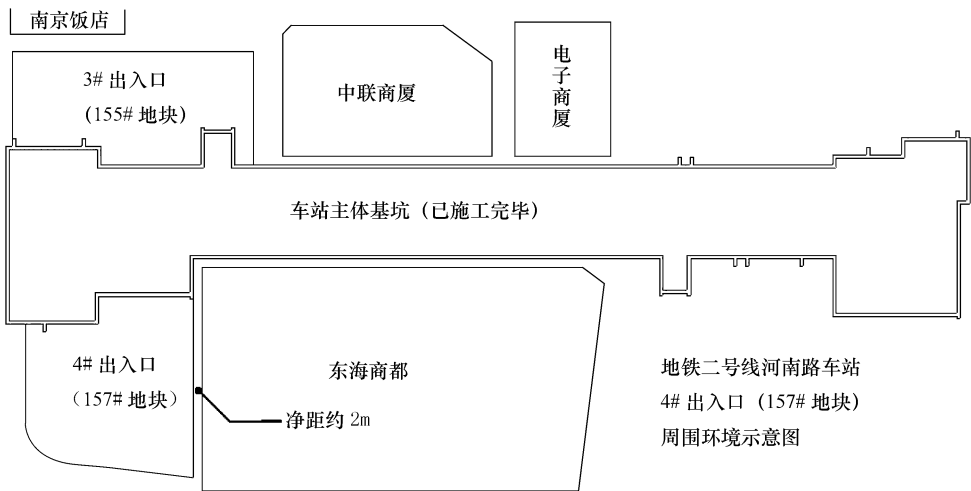 南京饭店
3# 出入口
(155# 地块)
中联商厦
电子商厦
车站主体基坑（已施工完毕）
4# 出入口
（157# 地块）
东海商都
净距约 2m
地铁二号线河南路车站
4# 出入口（157# 地块）
周围环境示意图